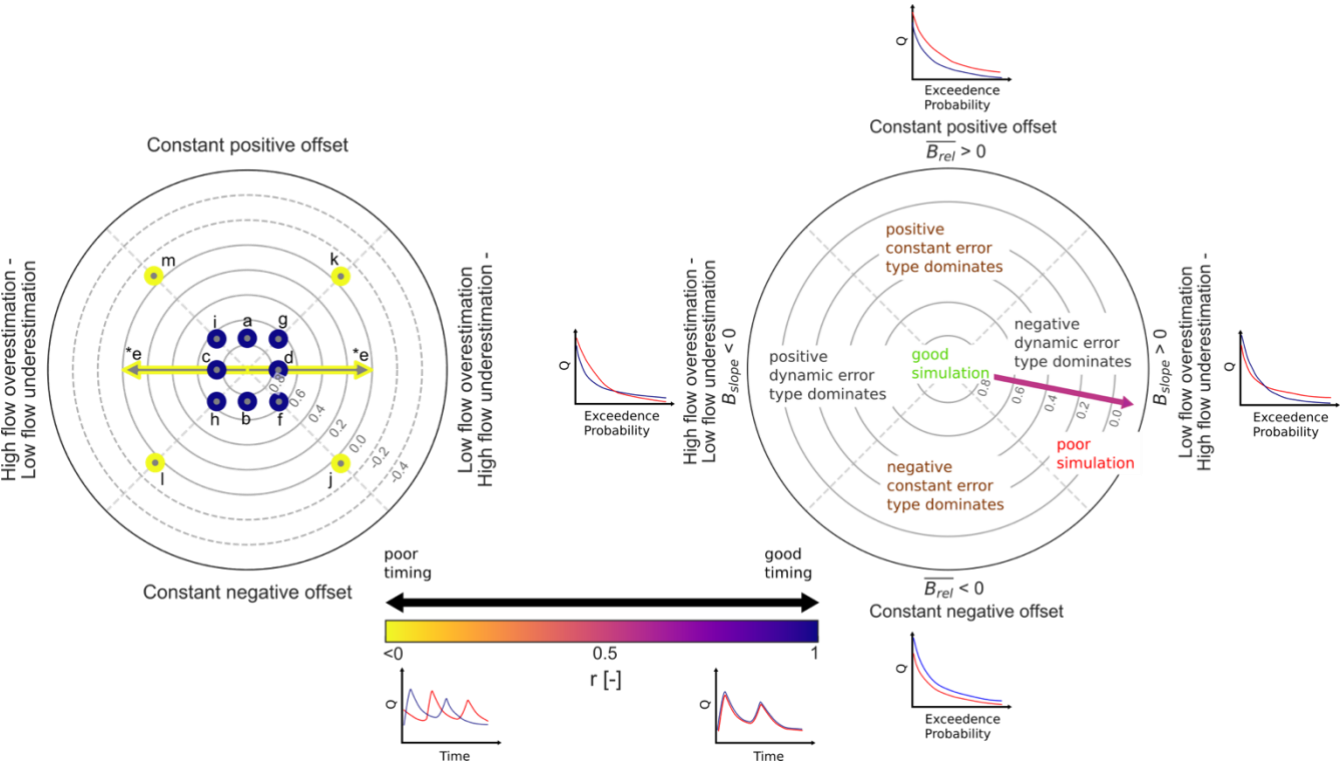 Q
Exceedence
Probability
Constant positive offset
B_rel > 0
Constant positive offset
High flow overestimation -
Low flow underestimation
m
k
i
a
g
*e
c
d
*e
h
b
f
l
j
0.8
0.6
0.4
0.2
0.0
-0.2
-0.4
Low flow overestimation -
High flow underestimation
Constant negative offset
Q
Exceedence
Probability
High flow overestimation -
Low flow underestimation
B_slope < 0
positive
constant error
type dominates
positive
dynamic error
type dominates
good
simulation
negative
dynamic error
type dominates
0.8
0.6
0.4
0.2
0.0
poor
simulation
negative
constant error
type dominates
B_slope > 0
Low flow overestimation -
High flow underestimation
Q
Exceedence
Probability
B_rel < 0
Constant negative offset
Q
Exceedence
Probability
poor
timing
good
timing
<0
0.5
1
r [-]
Q
Time
Q
Time